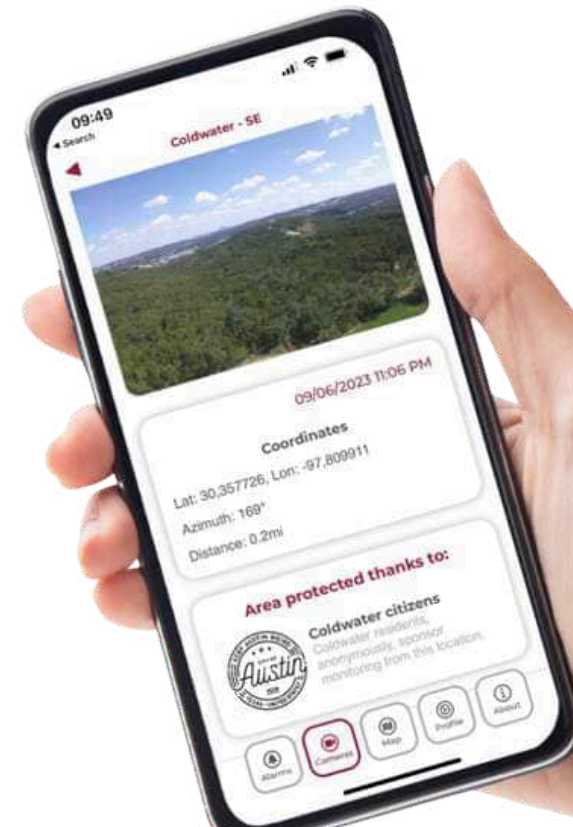 09:49
Search
Coldwater - SE
09/06/2023 11:06 PM
Coordinates
Lat: 30,357726, Lon: -97,809911
Azimuth: 169°
Distance: 0.2mi
Area protected thanks to:
Coldwater citizens
Coldwater residents,
anonymously, sponsor
monitoring from this location.
Austin
Alarms
Cameras
Map
Profile
About